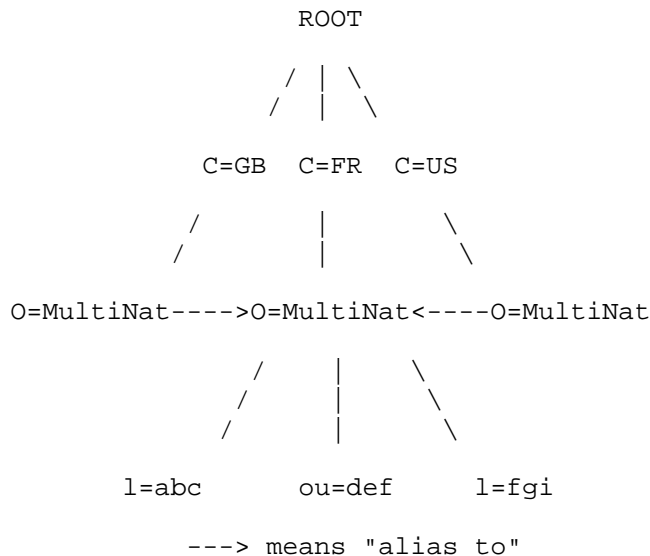 ROOT
/ | \
/ | \
C=GB C=FR C=US
/ | \
/ | \
O=MultiNat---->O=MultiNat<----O=MultiNat
/ | \
/ | \
/ | \
l=abc ou=def l=fgi
---> means "alias to"